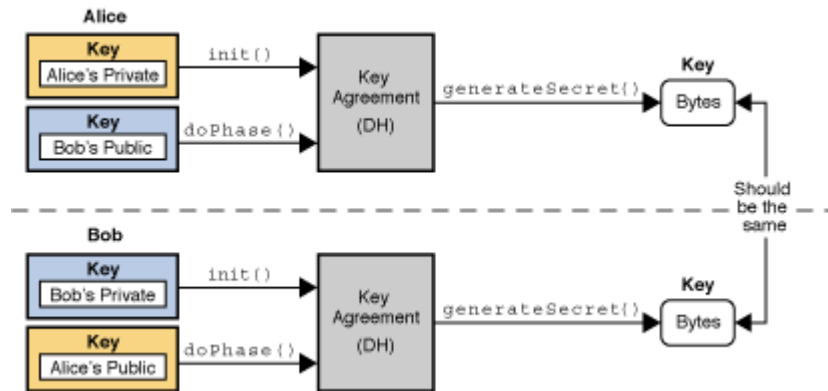 Alice
Key
Alice's Private
init()
Key
Bob's Public
doPhase()
Key
Agreement
(DH)
generateSecret()
Key
Bytes
Should
be the
same
Bob
Key
Bob's Private
init()
Key
Alice's Public
doPhase()
Key
Agreement
(DH)
generateSecret()
Key
Bytes